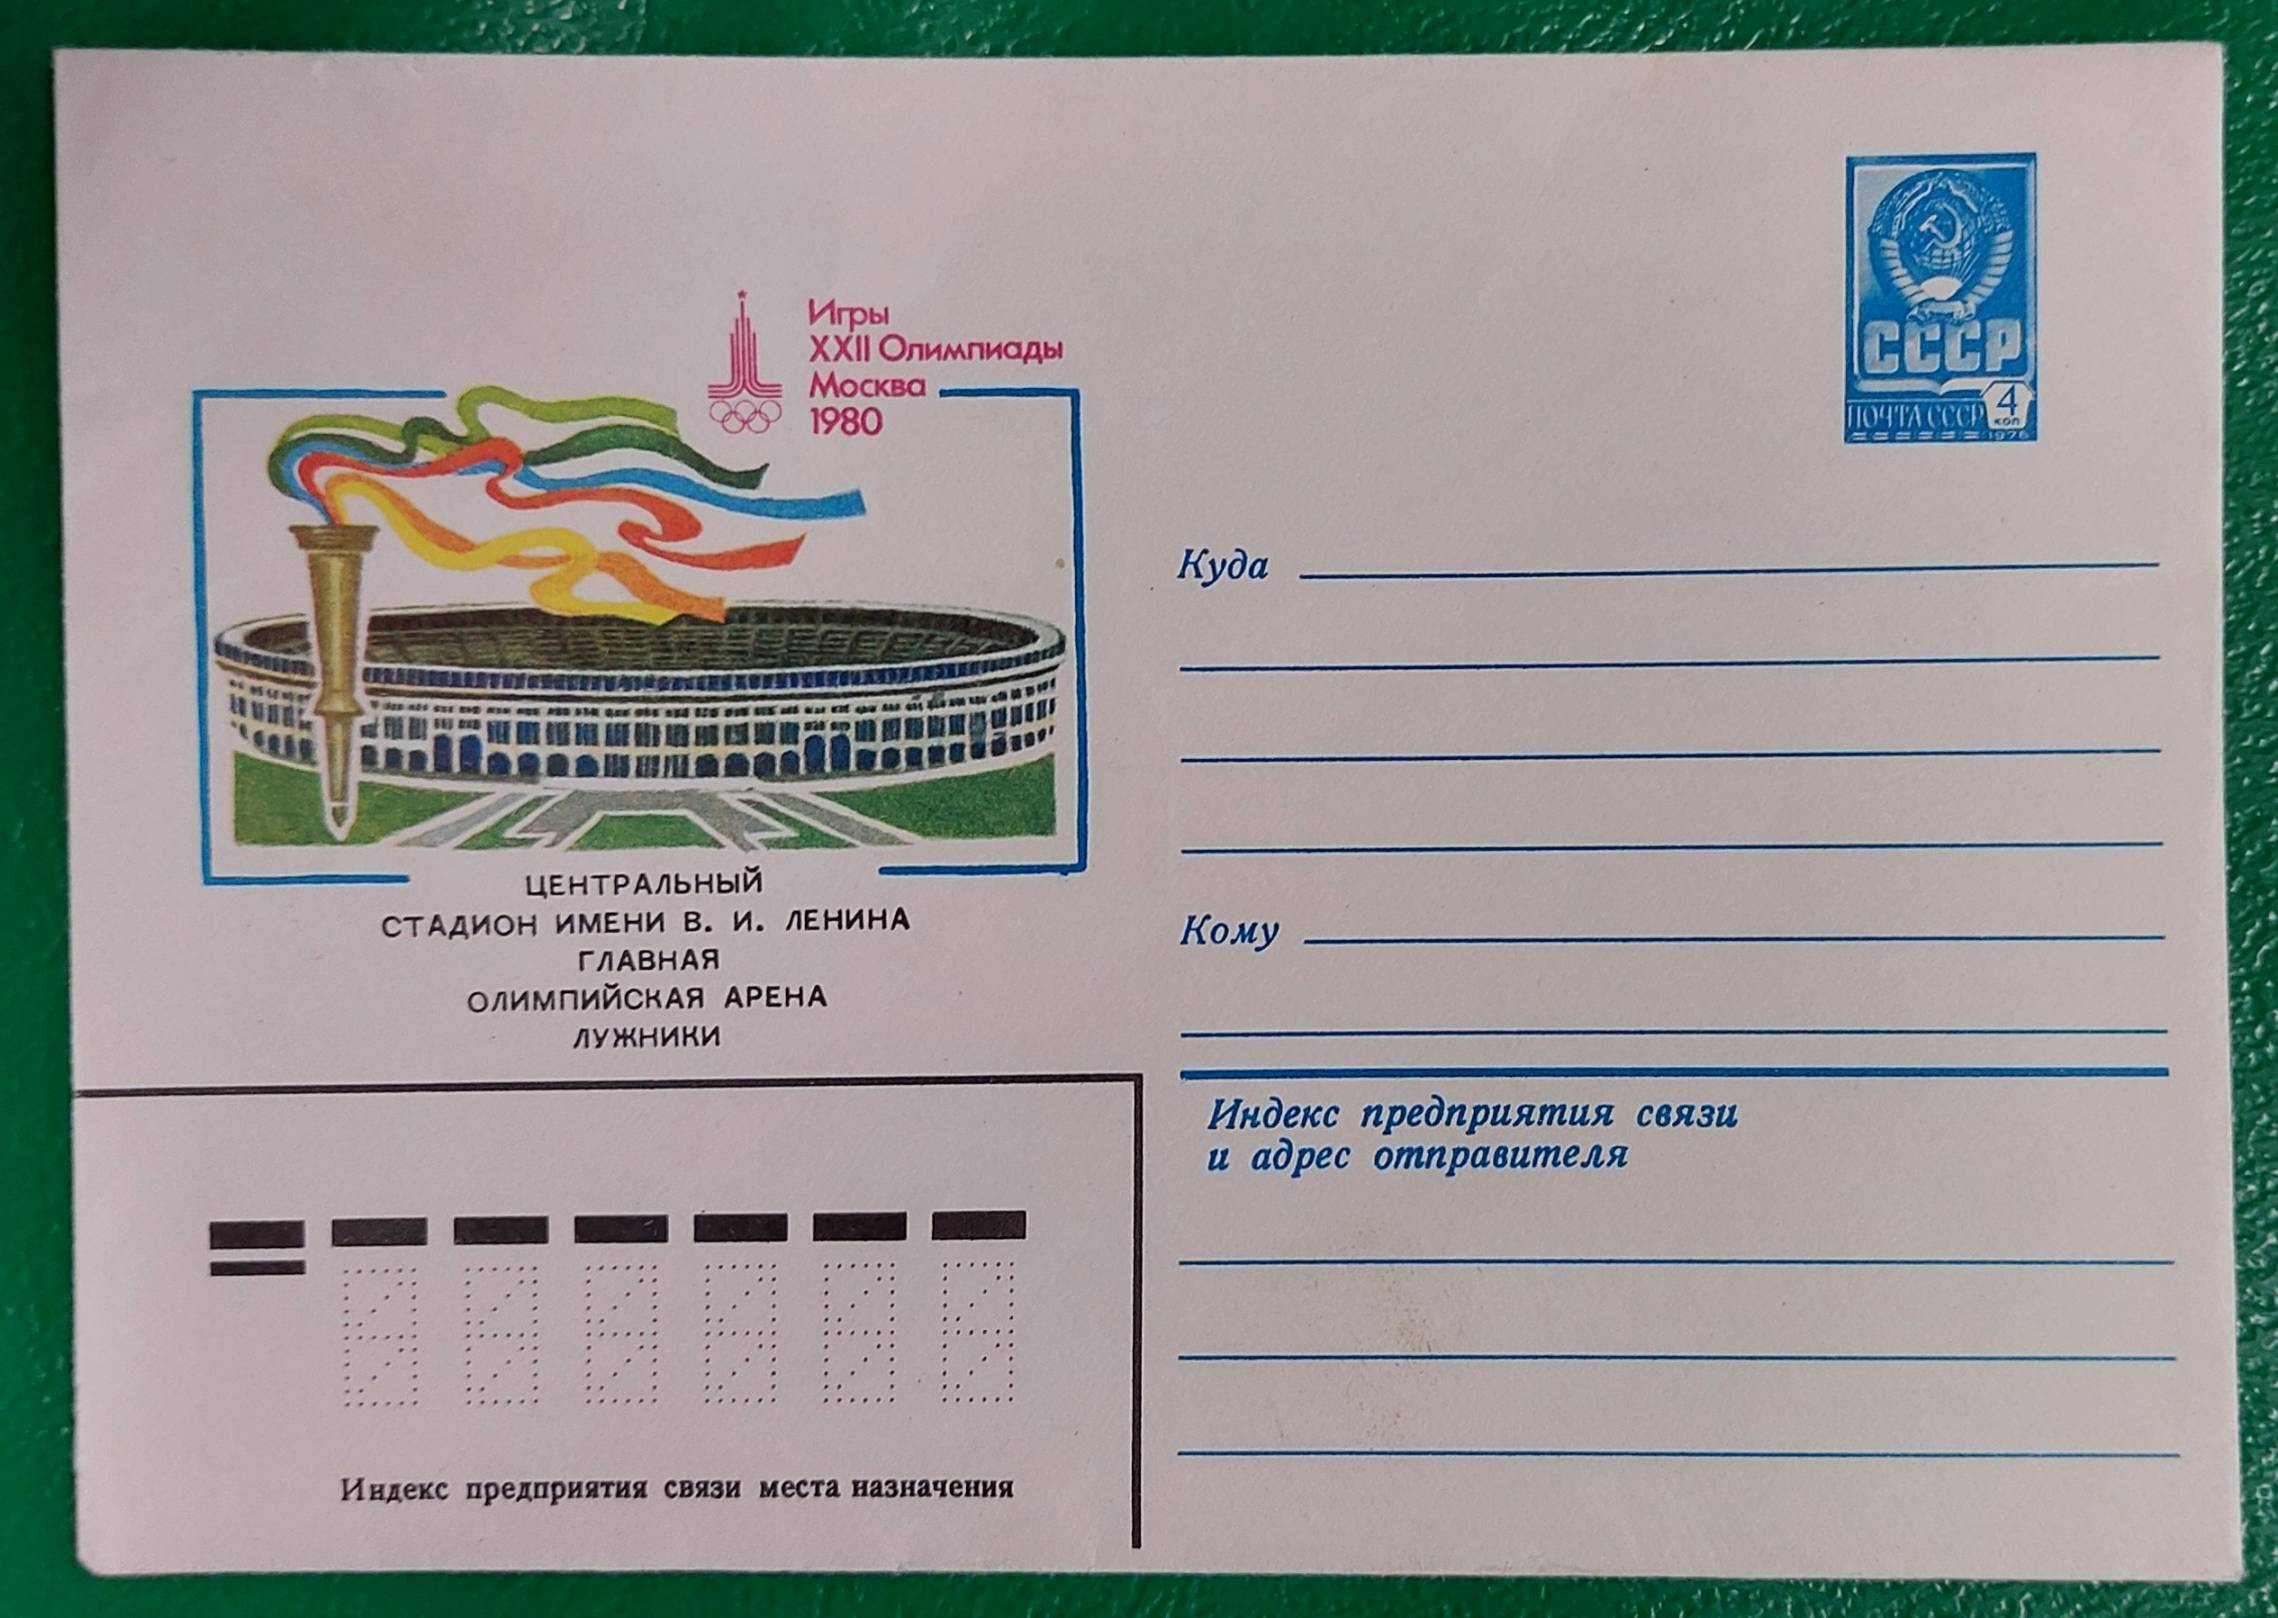 Игры
XXII Олимпиады
Москва
1980
СССР
ПОЧТА СССР
4
коп
1976
ЦЕНТРАЛЬНЫЙ
СТАДИОН ИМЕНИ В. И. ЛЕНИНА
ГЛАВНАЯ
ОЛИМПИЙСКАЯ АРЕНА
ЛУЖНИКИ
Куда
Кому
Индекс предприятия связи
и адрес отправителя
Индекс предприятия связи места назначения